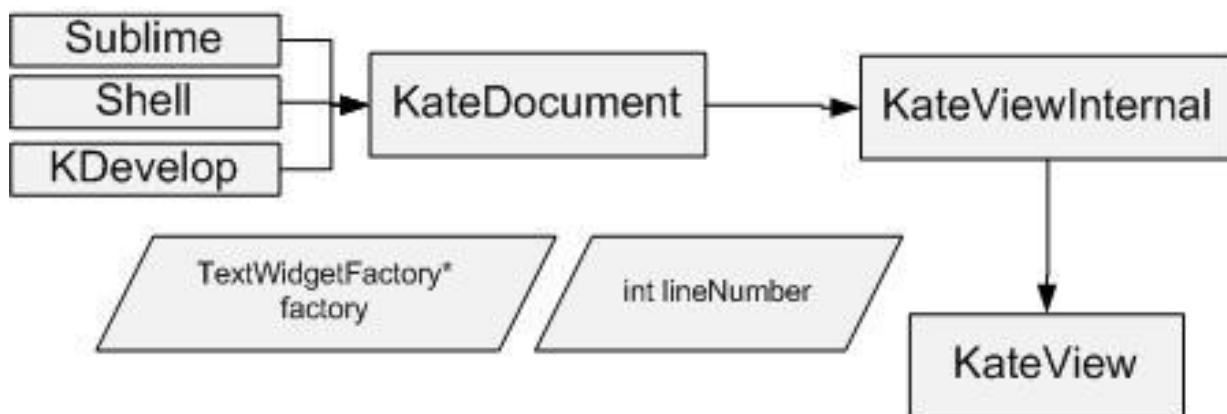 Sublime
Shell
KDevelop
KateDocument
KateViewInternal
TextWidgetFactory*
factory
int lineNumber
KateView